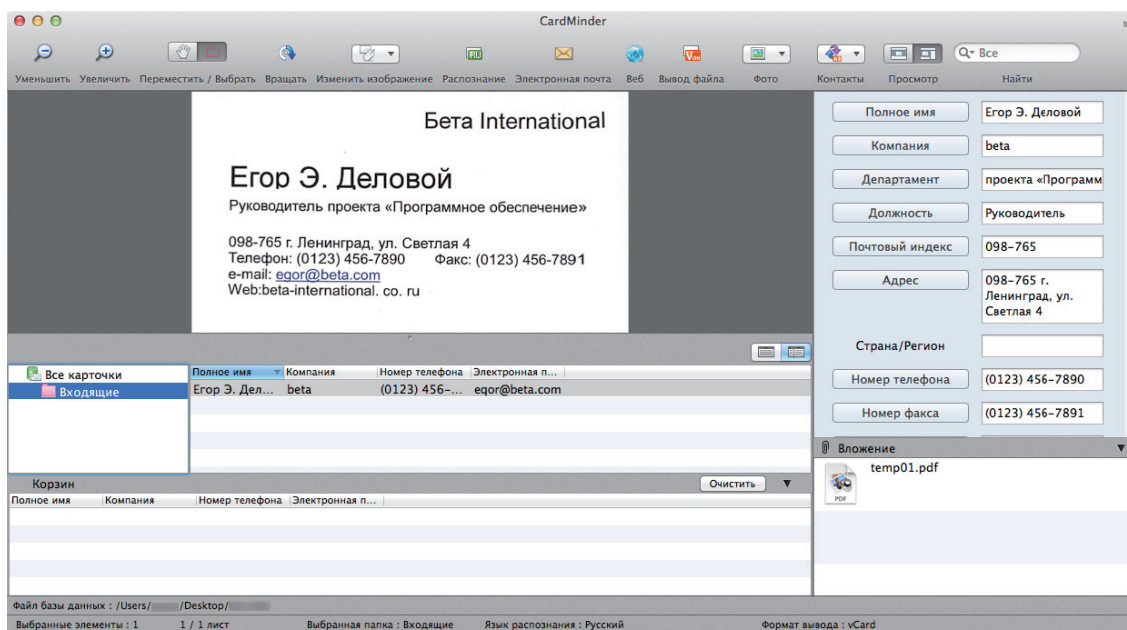 CardMinder
Уменьшить Увеличить Переместить / Выбрать Вращать Изменить изображение Распознание Электронная почта Веб Вывод файла Фото Контакты Просмотр Найти
Все
Бета International
Егор Э. Деловой
Руководитель проекта «Программное обеспечение»
098-765 г. Ленинград, ул. Светлая 4
Телефон: (0123) 456-7890 Факс: (0123) 456-7891
e-mail: egor@beta.com
Web:beta-international. co. ru
Полное имя Егор Э. Деловой
Компания beta
Департамент проекта «Программ
Должность Руководитель
Почтовый индекс 098-765
Адрес 098-765 г.
Ленинград, ул.
Светлая 4
Страна/Регион
Номер телефона (0123) 456-7890
Номер факса (0123) 456-7891
Все карточки
Входящие
Полное имя Компания Номер телефона Электронная п...
Егор Э. Дел... beta (0123) 456-... eqor@beta.com
Вложение
temp01.pdf
PDF
Корзин Очистить
Полное имя Компания Номер телефона Электронная п...
Файл базы данных : /Users/ /Desktop/
Выбранные элементы : 1 1 / 1 лист Выбранная папка : Входящие Язык распознания : Русский Формат вывода : vCard